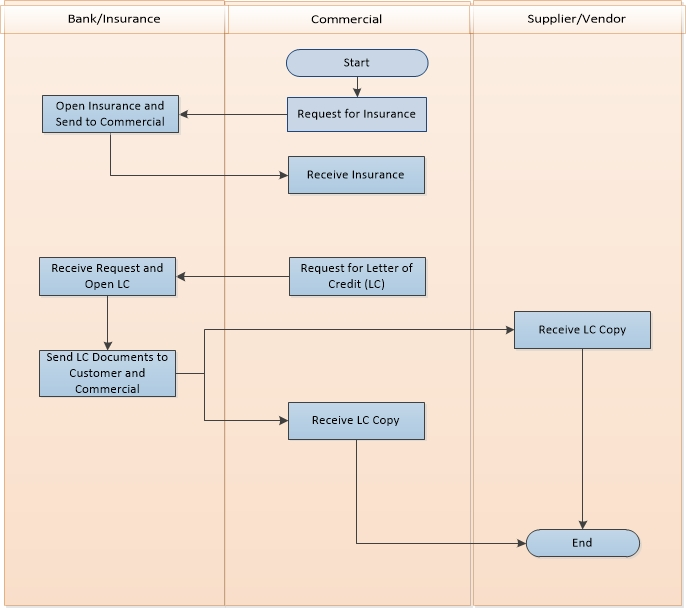 Bank/Insurance
Commercial
Supplier/Vendor
Start
Open Insurance and
Send to Commercial
Request for Insurance
Receive Insurance
Receive Request and
Open LC
Request for Letter of
Credit (LC)
Receive LC Copy
Send LC Documents to
Customer and
Commercial
Receive LC Copy
End